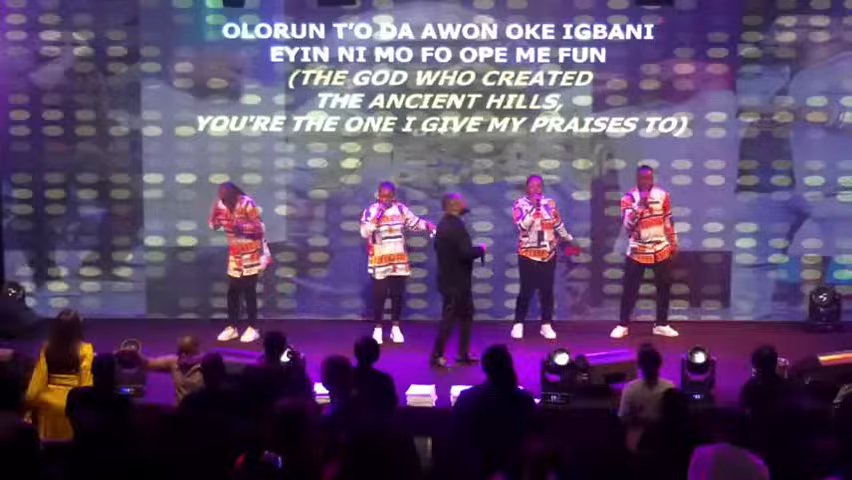 OLORUN T'O DA AWON OKE IGBANI
EYIN NI MO FO OPE ME FUN
(THE GOD WHO CREATED
THE ANCIENT HILLS,
YOU'RE THE ONE I GIVE MY PRAISES TO)